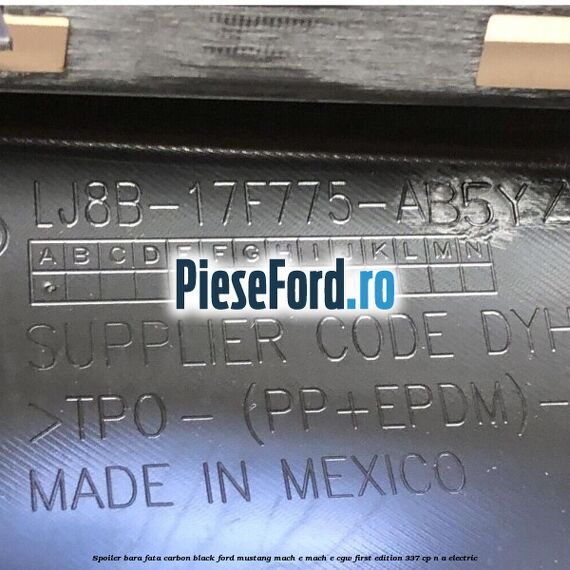 LJ8B-17F775-AB5Y
A B C D E F G H I J K L M N
PieseFord.ro
SUPPLIER CODE DYH
>TPO-(PP+EPDM)-
MADE IN MEXICO
Spoiler bara fata carbon black ford mustang mach e mach e cgw first edition 337 cp n a electric